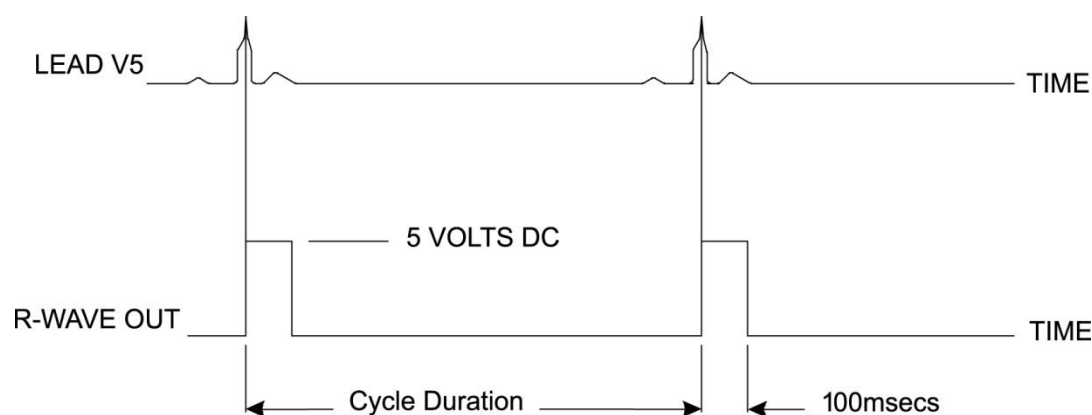 LEAD V5
TIME
5 VOLTS DC
R-WAVE OUT
TIME
Cycle Duration
100msecs